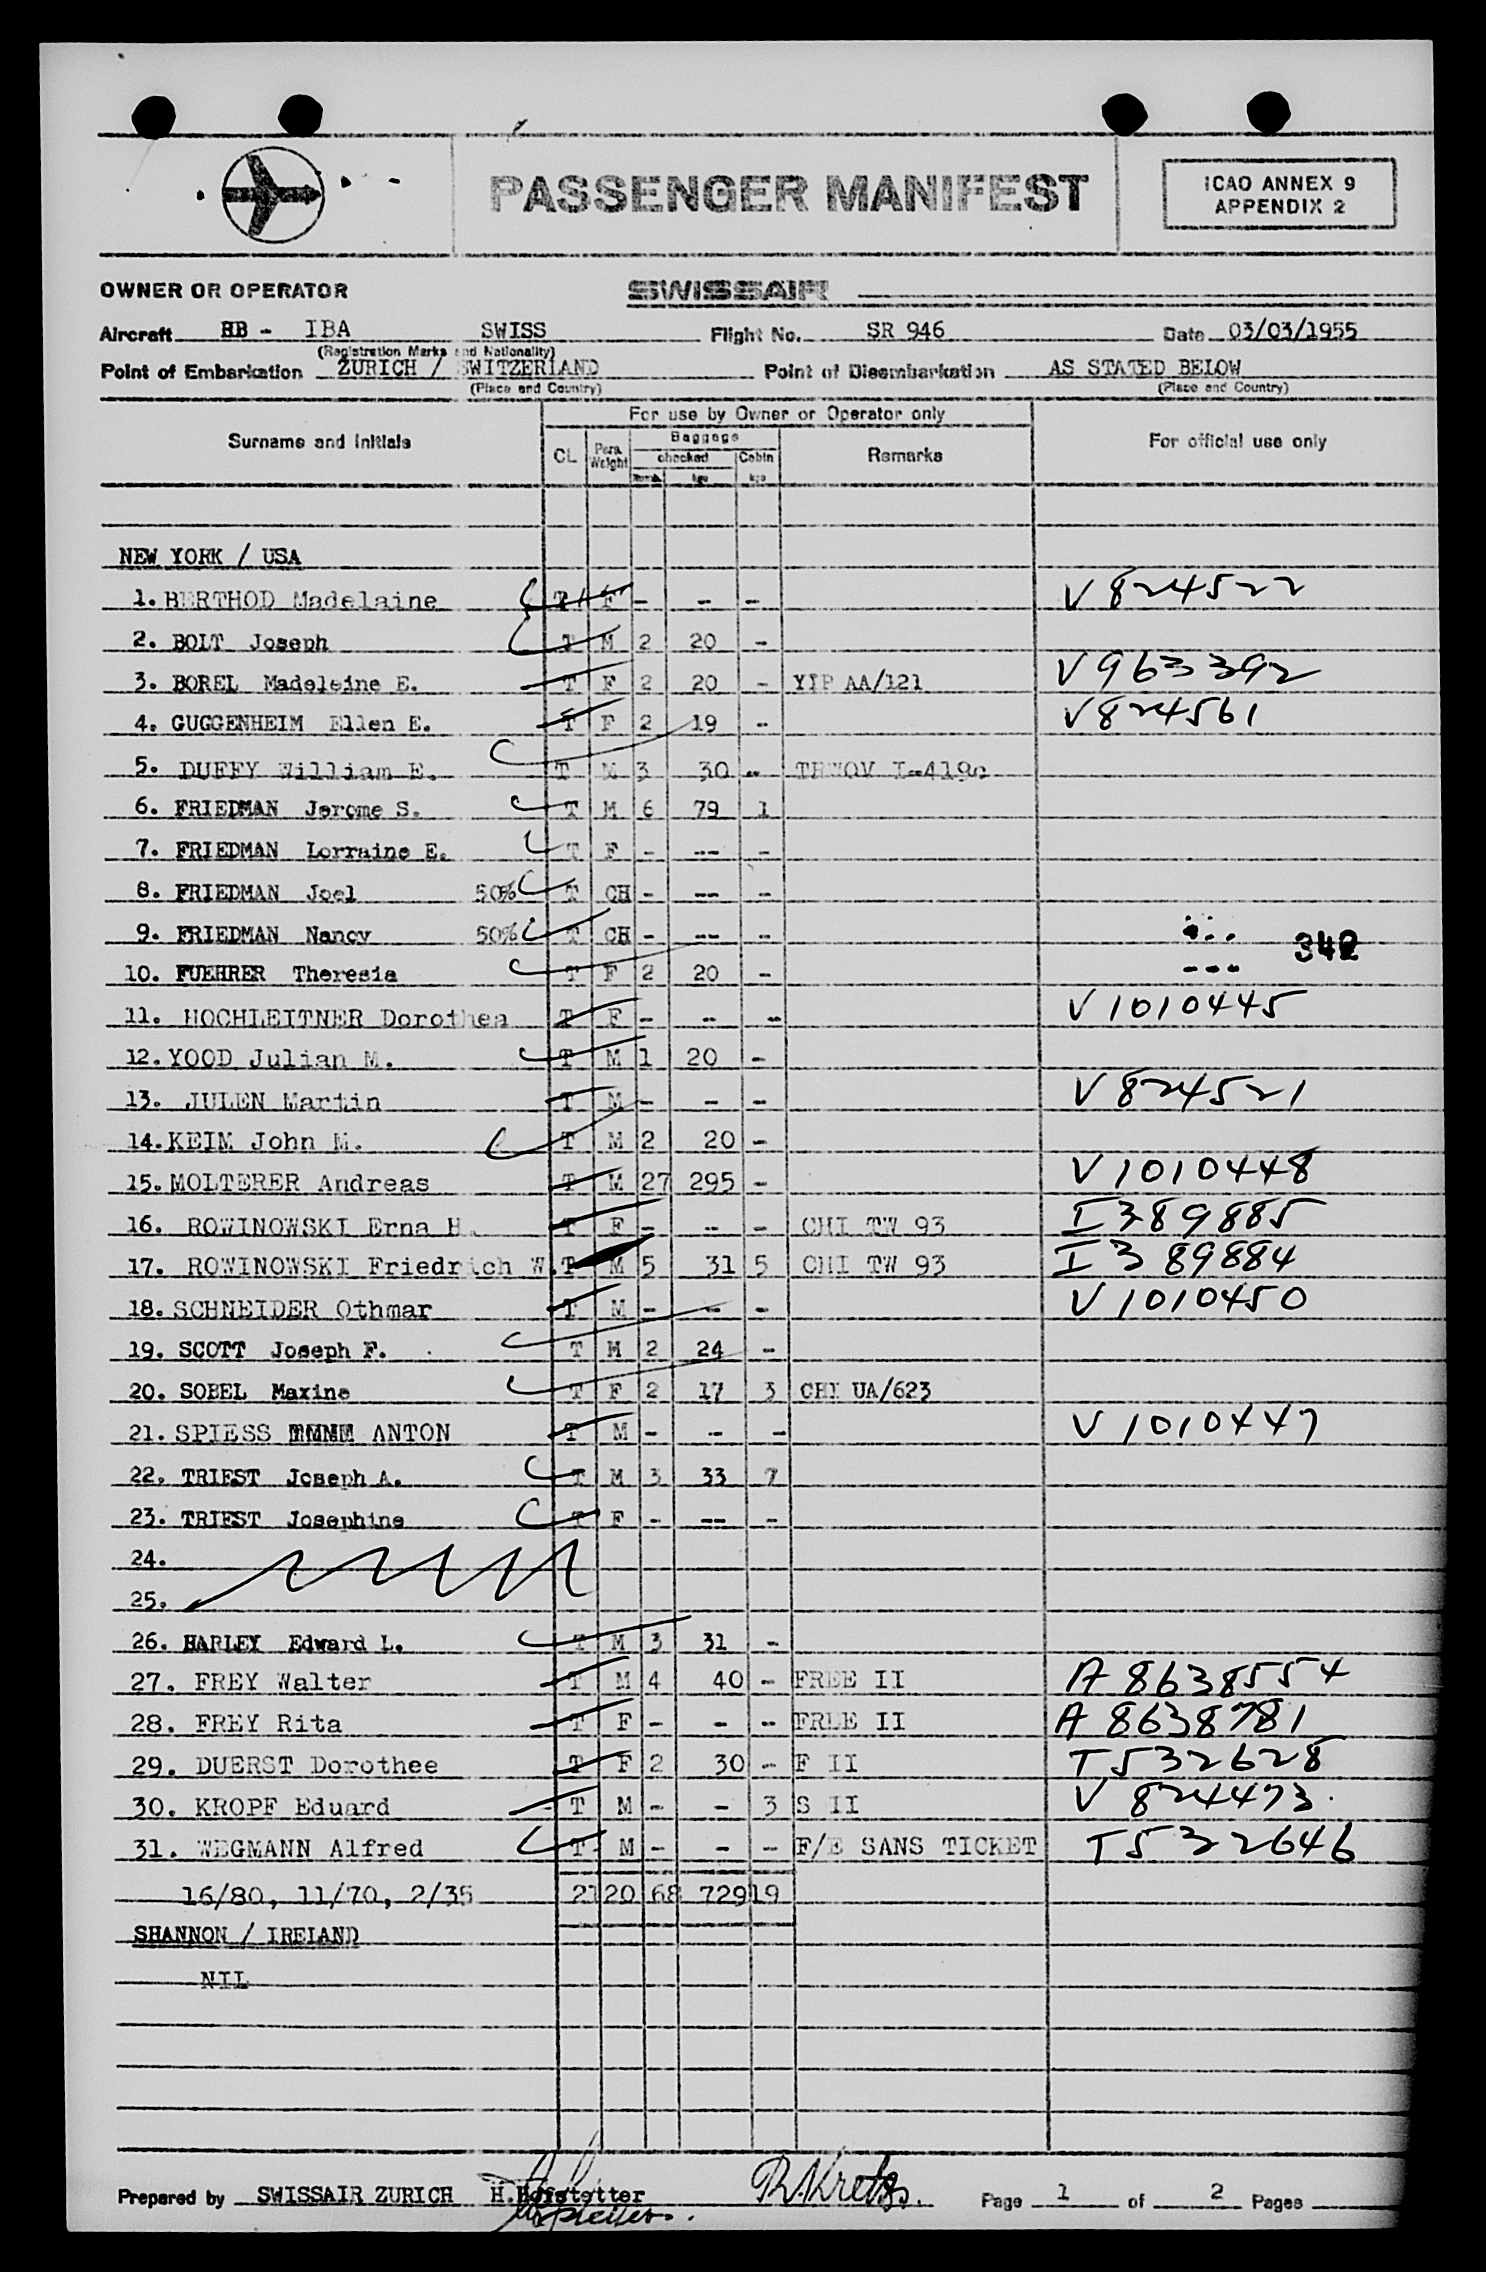 PASSENGER MANIFEST
ICAO ANNEX 9
APPENDIX 2
OWNER OR OPERATOR SWISSAIR
Aircraft HB - IBA SWISS Flight No. SR 946 Date 03/03/1955
(Registration Marks and Nationality)
Point of Embarkation ZURICH / SWITZERLAND Point of Disembarkation AS STATED BELOW
(Place and Country) (Place and Country)
For use by Owner or Operator only
Surname and initials CL Pass. Weight Baggage checked Numb. kgs Cabin kgs Remarks For official use only
NEW YORK / USA
1. BERTHOD Madelaine T F - - - V 824522
2. BOLT Joseph T M 2 20 -
3. BOREL Madeleine E. T F 2 20 - YIP AA/121 V 963392
4. GUGGENHEIM Ellen E. T F 2 19 - V 824561
5. DUFFY William E. T M 3 30 -
6. FRIEDMAN Jerome S. T M 6 79 1
7. FRIEDMAN Lorraine E. T F - -- -
8. FRIEDMAN Joel 50% T CH - -- -
9. FRIEDMAN Nancy 50% T CH - -- - 342
10. FUEHRER Theresia T F 2 20 -
11. HOCHLEITNER Dorothea T F - -- -- V 1010445
12. YOOD Julian M. T M 1 20 -
13. JULEN Martin T M - - - V 824521
14. KEIM John M. T M 2 20 -
15. MOLTERER Andreas T M 27 295 - V 1010448
16. ROWINOWSKI Erna H. T F - -- - CHI TW 93 I 389885
17. ROWINOWSKI Friedrich W. T M 5 31 5 CHI TW 93 I 389884
18. SCHNEIDER Othmar T M - - - V 1010450
19. SCOTT Joseph F. T M 2 24 -
20. SOBEL Maxine T F 2 17 3 CHI UA/623
21. SPIESS ANTON T M - - - V 1010447
22. TRIEST Joseph A. T M 3 33 7
23. TRIEST Josephine T F - -- -
24.
25.
26. HARLEY Edward L. T M 3 31 -
27. FREY Walter T M 4 40 - FREE II A 8638554
28. FREY Rita T F - - -- FREE II A 8638781
29. DUERST Dorothee T F 2 30 - F II T 532628
30. KROPF Eduard - T M - - 3 S II V 824473
31. WEGMANN Alfred T M - - - F/E SANS TICKET T 532646
16/80, 11/70, 2/35 2120 68 729 19
SHANNON / IRELAND
NIL
Prepared by SWISSAIR ZURICH H.Hofstetter Page 1 of 2 Pages